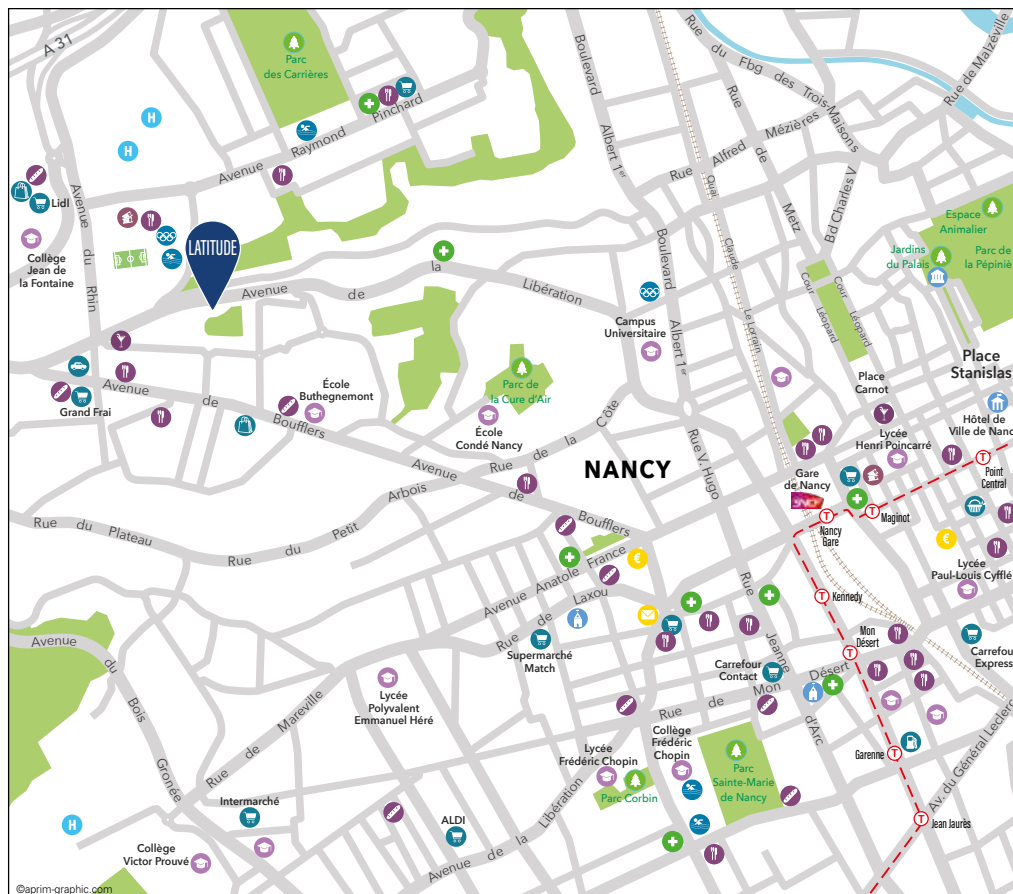 A 31
Parc
des Carrières
Avenue Raymond Pinchard
Boulevard Albert 1er
Rue du Fbg des Trois-Maisons
Rue de Malzéville
Rue Alfred Mézières
Rue de Metz
Quai Claude Le Lorrain
Bd Charles V
H
H
Lidl
Collège
Jean de
la Fontaine
Avenue du Rhin
LATITUDE
Avenue de la Libération
Espace
Animalier
Jardins
du Palais
Parc de
la Pépiniè
Cour Léopard
Cour Léopard
Boulevard Albert 1er
Campus
Universitaire
Place
Stanislas
Place
Carnot
Grand Frai
Avenue de Boufflers
École
Buthegnemont
Parc de
la Cure d'Air
École
Condé Nancy
Rue de la Côte
Rue V. Hugo
NANCY
Lycée
Henri Poincarré
Hôtel de
Ville de Nanc
Gare
de Nancy
SNCF
T
Point
Central
T
Maginot
T
Nancy
Gare
Rue du Plateau
Rue du Petit Arbois
Avenue de Boufflers
Avenue Anatole France
€
€
Rue de Laxou
Lycée
Paul-Louis Cyfflé
T
Kennedy
Rue Jeanne d'Arc
Mon
Désert
T
Supermarché
Match
Carrefour
Contact
Carrefour
Express
Avenue du Bois Gronée
Rue de Mareville
Lycée
Polyvalent
Emmanuel Héré
Rue de Mon Désert
Collège
Frédéric
Chopin
Lycée
Frédéric Chopin
Parc Corbin
Parc
Sainte-Marie
de Nancy
Garenne
T
Av. du Général Leclerc
T
Jean Jaurès
Intermarché
ALDI
H
Collège
Victor Prouvé
Avenue de la Libération
©aprim-graphic.com